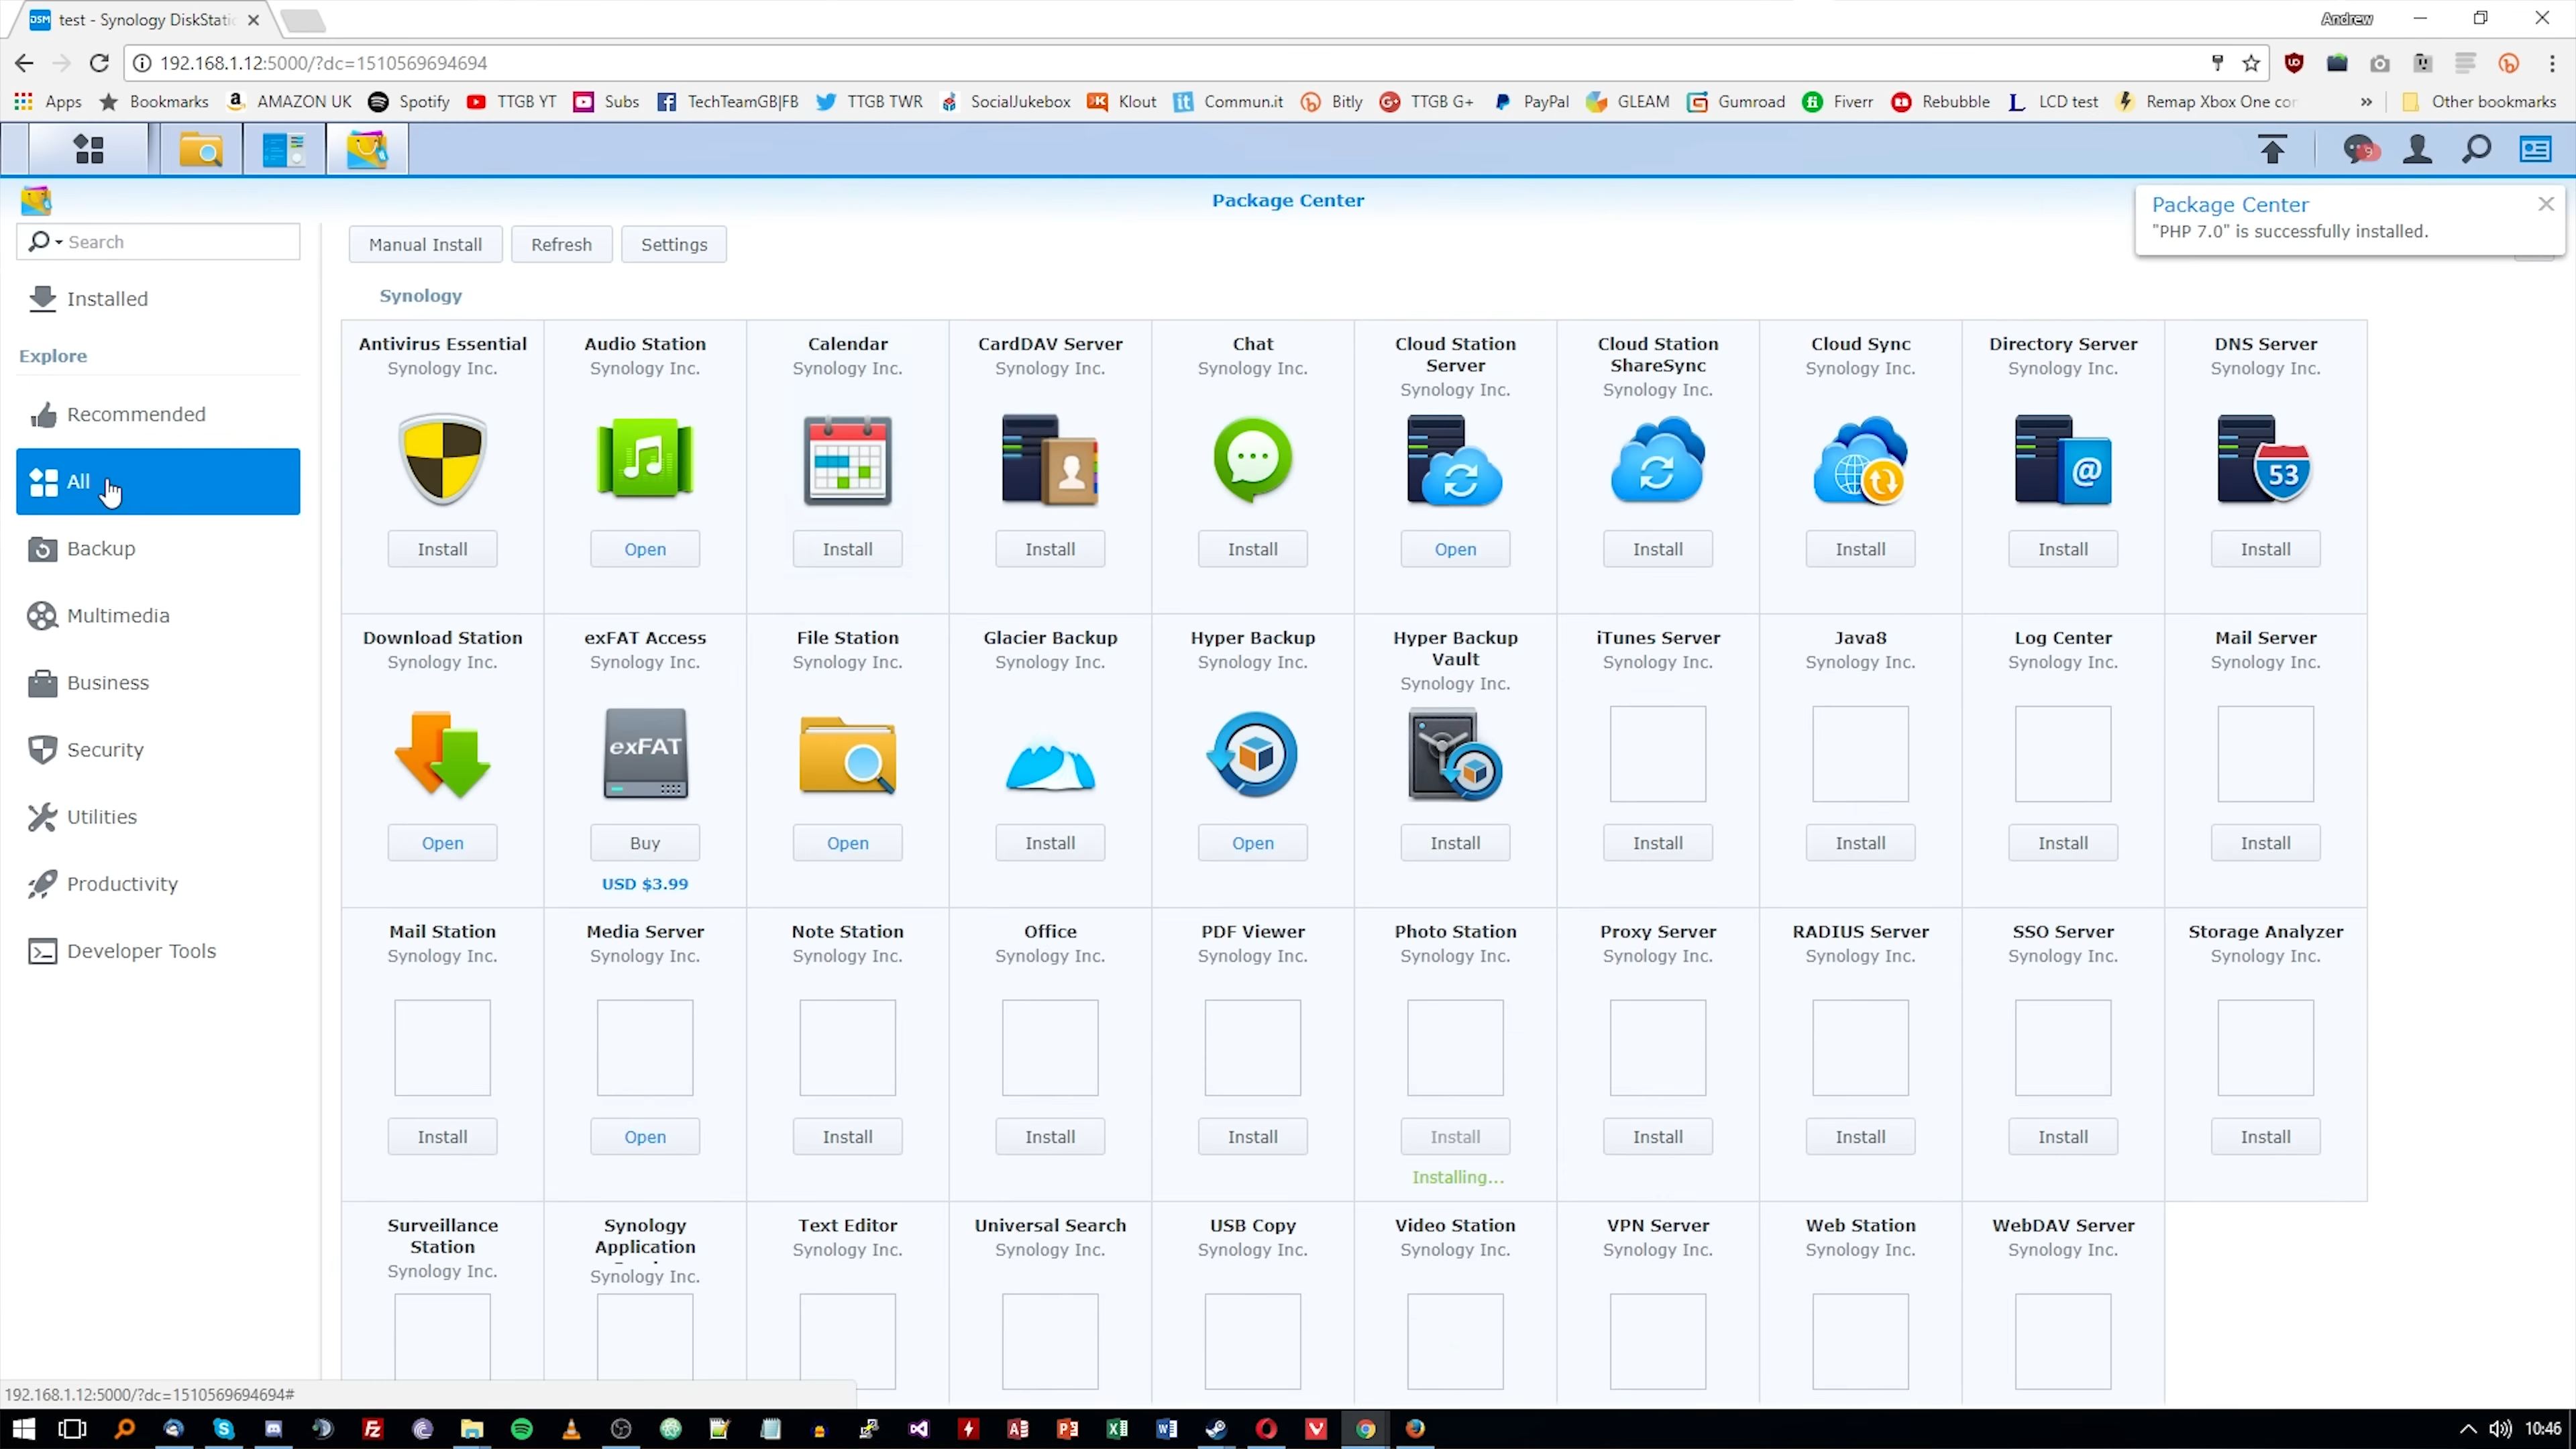 DSM test - Synology DiskStatic
Andrew
192.168.1.12:5000/?dc=1510569694694
Apps Bookmarks AMAZON UK Spotify TTGB YT Subs TechTeamGB|FB TTGB TWR SocialJukebox Klout Commun.it Bitly TTGB G+ PayPal GLEAM Gumroad Fiverr Rebubble LCD test Remap Xbox One cor » Other bookmarks
9
Package Center
Package Center
"PHP 7.0" is successfully installed.
Search
Manual Install Refresh Settings
Installed
Explore
Recommended
All
Backup
Multimedia
Business
Security
Utilities
Productivity
Developer Tools
Synology
Antivirus Essential Audio Station Calendar CardDAV Server Chat Cloud Station Server Cloud Station ShareSync Cloud Sync Directory Server DNS Server
Synology Inc. Synology Inc. Synology Inc. Synology Inc. Synology Inc. Synology Inc. Synology Inc. Synology Inc. Synology Inc. Synology Inc.
@ 53
Install Open Install Install Install Open Install Install Install Install
Download Station exFAT Access File Station Glacier Backup Hyper Backup Hyper Backup Vault iTunes Server Java8 Log Center Mail Server
Synology Inc. Synology Inc. Synology Inc. Synology Inc. Synology Inc. Synology Inc. Synology Inc. Synology Inc. Synology Inc. Synology Inc.
exFAT
Open Buy Open Install Open Install Install Install Install Install
USD $3.99
Mail Station Media Server Note Station Office PDF Viewer Photo Station Proxy Server RADIUS Server SSO Server Storage Analyzer
Synology Inc. Synology Inc. Synology Inc. Synology Inc. Synology Inc. Synology Inc. Synology Inc. Synology Inc. Synology Inc. Synology Inc.
Install Open Install Install Install Install Install Install Install Install
Installing...
Surveillance Station Synology Application Text Editor Universal Search USB Copy Video Station VPN Server Web Station WebDAV Server
Synology Inc. Synology Inc. Synology Inc. Synology Inc. Synology Inc. Synology Inc. Synology Inc. Synology Inc. Synology Inc.
192.168.1.12:5000/?dc=1510569694694#
10:46